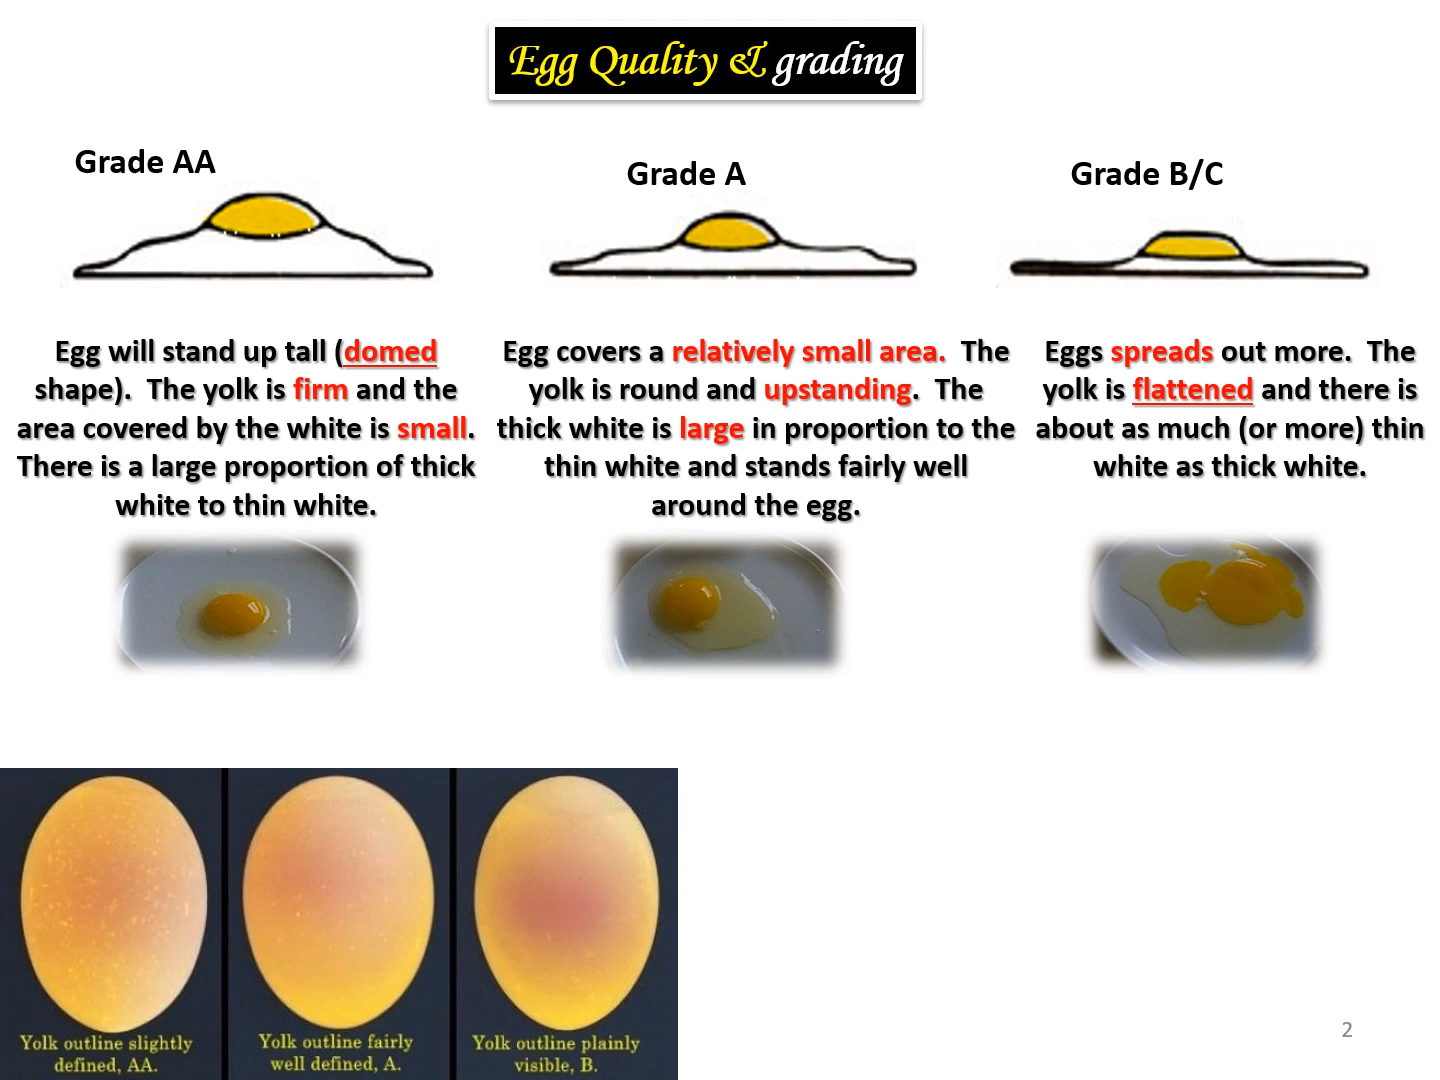 Egg Quality & grading
Grade AA
Egg will stand up tall (domed
shape).  The yolk is firm and the
area covered by the white is small.
There is a large proportion of thick
white to thin white.
Grade A
Egg covers a relatively small area.  The
yolk is round and upstanding.  The
thick white is large in proportion to the
thin white and stands fairly well
around the egg.
Grade B/C
Eggs spreads out more.  The
yolk is flattened and there is
about as much (or more) thin
white as thick white.
Yolk outline slightly
defined, AA.
Yolk outline fairly
well defined, A.
Yolk outline plainly
visible, B.
2